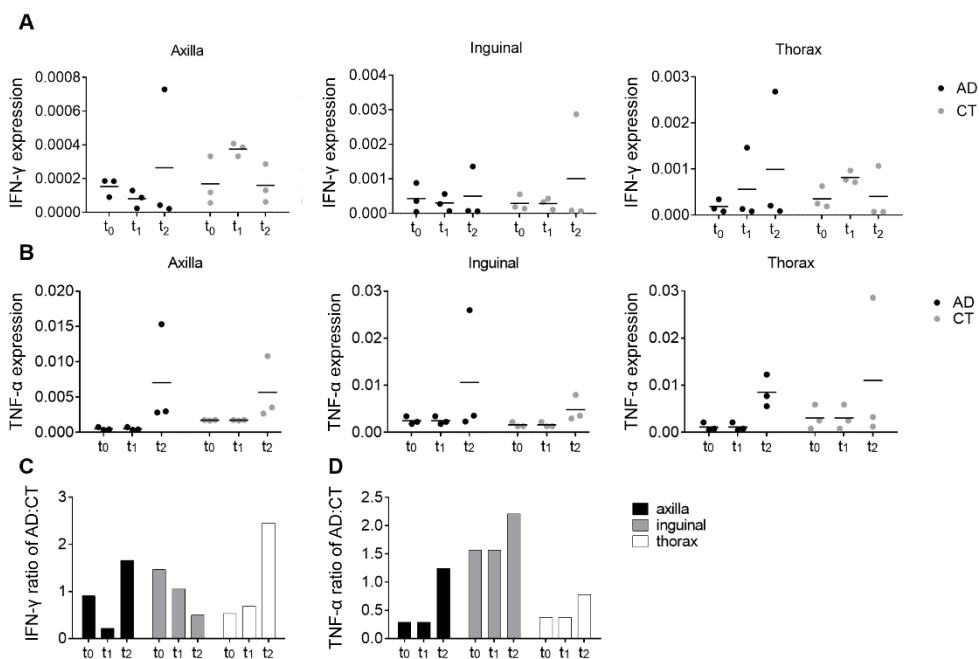 A
Axilla
Inguinal
Thorax
IFN-γ expression
0.0008
0.0006
0.0004
0.0002
0.0000
t0 t1 t2 t0 t1 t2
IFN-γ expression
0.004
0.003
0.002
0.001
0.000
t0 t1 t2 t0 t1 t2
IFN-γ expression
0.003
0.002
0.001
0.000
t0 t1 t2 t0 t1 t2
AD
CT
B
Axilla
Inguinal
Thorax
TNF-α expression
0.020
0.015
0.010
0.005
0.000
t0 t1 t2 t0 t1 t2
TNF-α expression
0.03
0.02
0.01
0.00
t0 t1 t2 t0 t1 t2
TNF-α expression
0.03
0.02
0.01
0.00
t0 t1 t2 t0 t1 t2
AD
CT
C
IFN-γ ratio of AD:CT
3
2
1
0
t0 t1 t2 t0 t1 t2 t0 t1 t2
D
TNF-α ratio of AD:CT
2.5
2.0
1.5
1.0
0.5
0.0
t0 t1 t2 t0 t1 t2 t0 t1 t2
axilla
inguinal
thorax